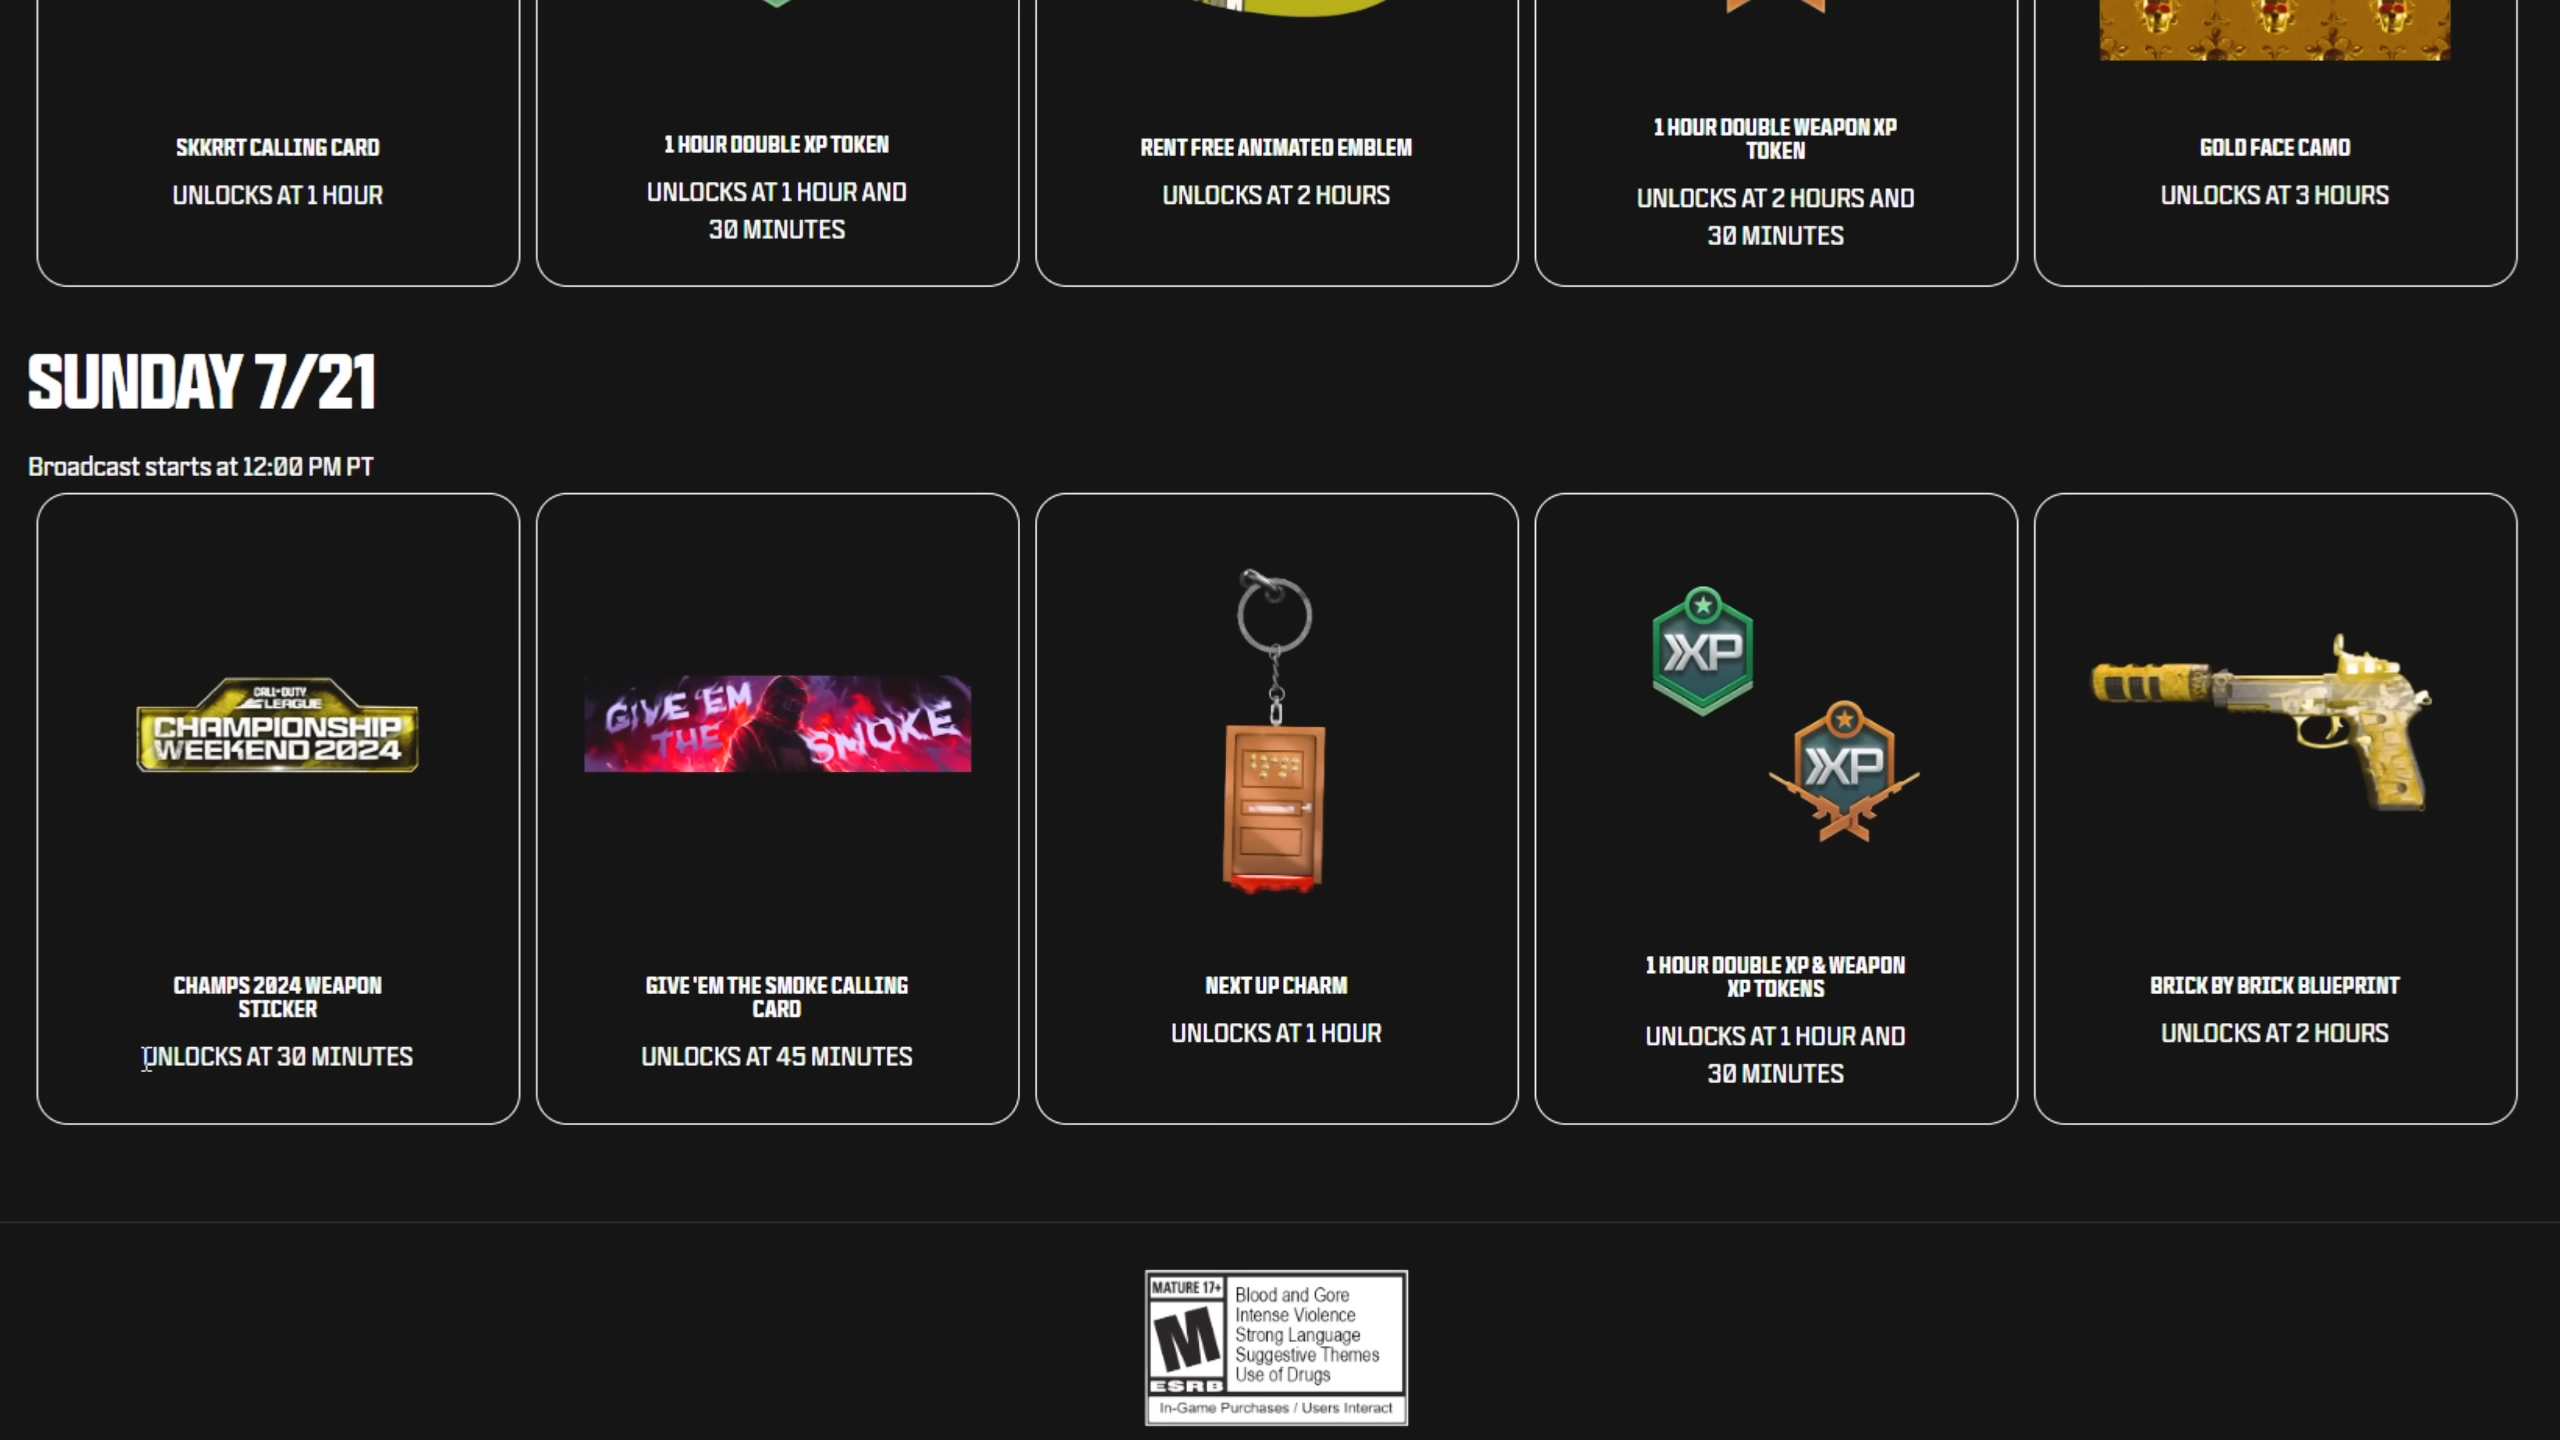 SKKRRT CALLING CARD
UNLOCKS AT 1 HOUR
1 HOUR DOUBLE XP TOKEN
UNLOCKS AT 1 HOUR AND
30 MINUTES
RENT FREE ANIMATED EMBLEM
UNLOCKS AT 2 HOURS
1 HOUR DOUBLE WEAPON XP
TOKEN
UNLOCKS AT 2 HOURS AND
30 MINUTES
GOLD FACE CAMO
UNLOCKS AT 3 HOURS
SUNDAY 7/21
Broadcast starts at 12:00 PM PT
CALL OF DUTY
LEAGUE
CHAMPIONSHIP
WEEKEND 2024
CHAMPS 2024 WEAPON
STICKER
UNLOCKS AT 30 MINUTES
GIVE 'EM
THE SMOKE
GIVE 'EM THE SMOKE CALLING
CARD
UNLOCKS AT 45 MINUTES
NEXT UP CHARM
UNLOCKS AT 1 HOUR
XP
XP
1 HOUR DOUBLE XP & WEAPON
XP TOKENS
UNLOCKS AT 1 HOUR AND
30 MINUTES
BRICK BY BRICK BLUEPRINT
UNLOCKS AT 2 HOURS
MATURE 17+
M
ESRB
Blood and Gore
Intense Violence
Strong Language
Suggestive Themes
Use of Drugs
In-Game Purchases / Users Interact